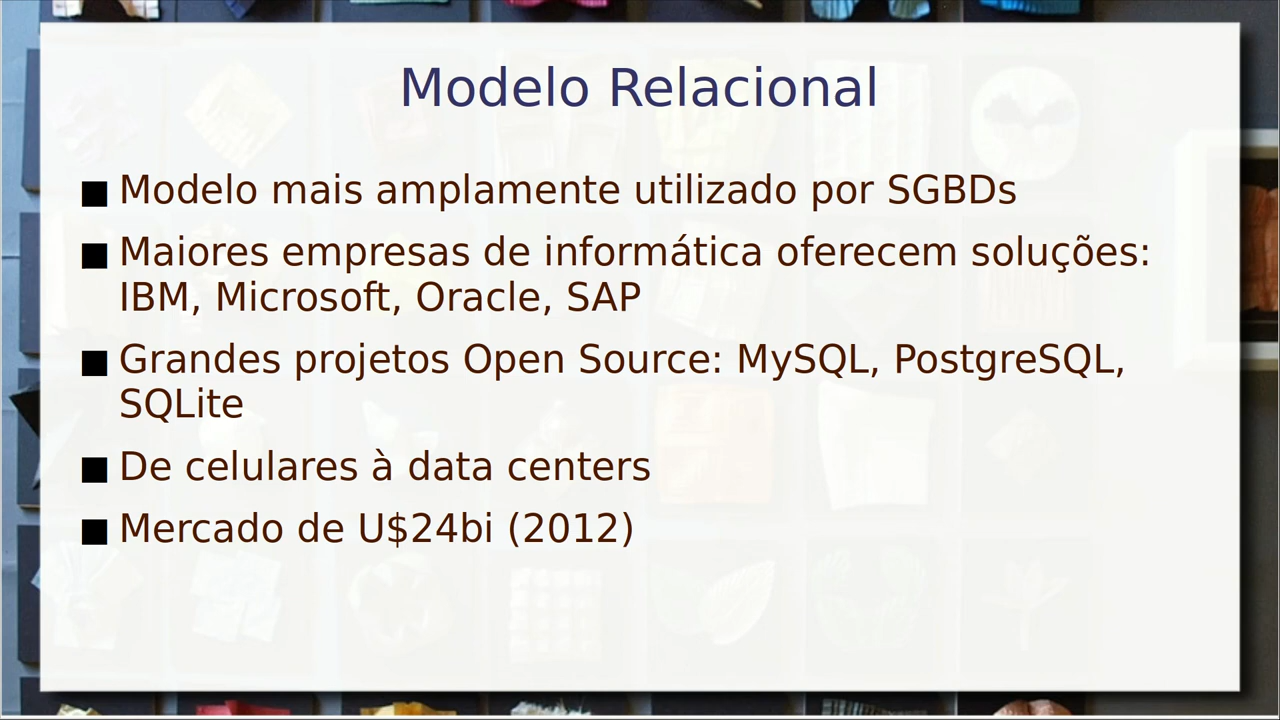 Modelo Relacional
■ Modelo mais amplamente utilizado por SGBDs
■ Maiores empresas de informática oferecem soluções:
IBM, Microsoft, Oracle, SAP
■ Grandes projetos Open Source: MySQL, PostgreSQL,
SQLite
■ De celulares à data centers
■ Mercado de U$24bi (2012)